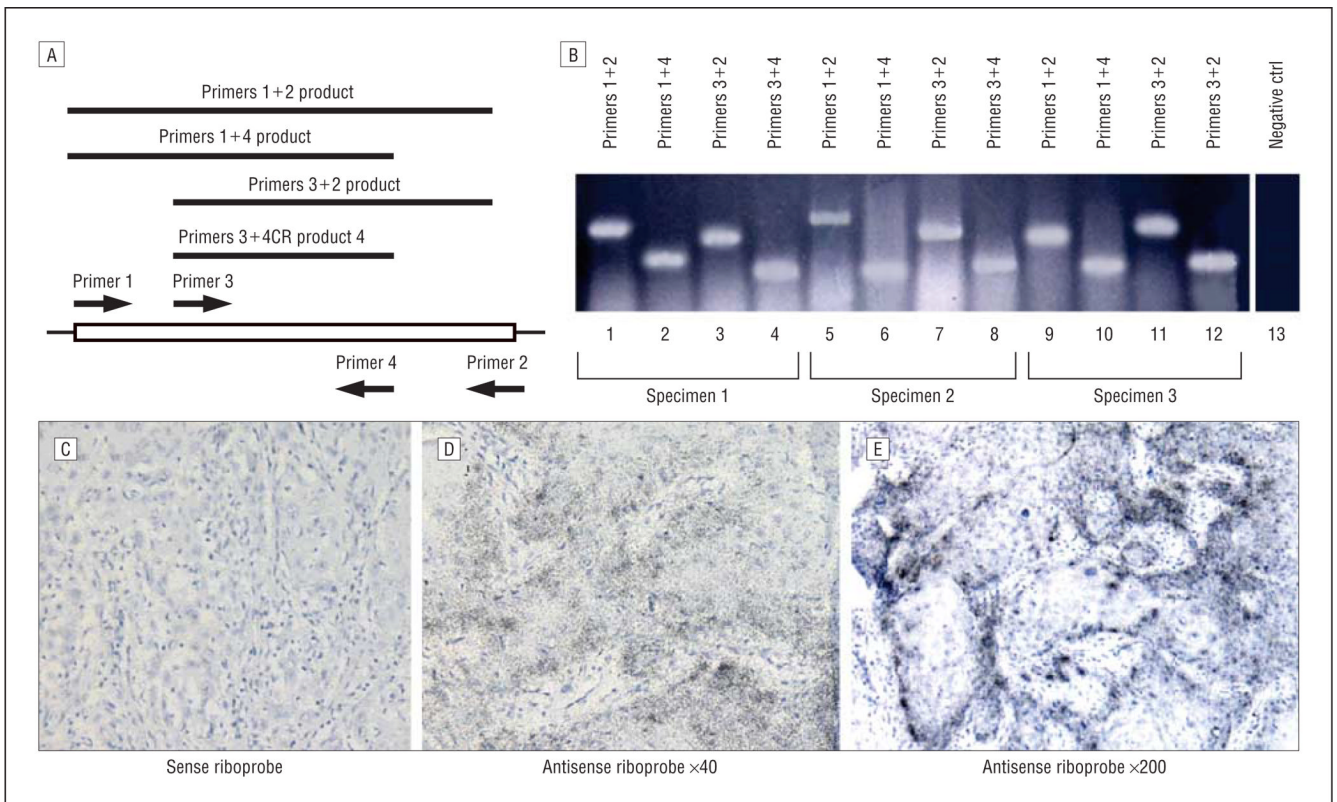 A
Primers 1+2 product
Primers 1+4 product
Primers 3+2 product
Primers 3+4CR product 4
Primer 1 Primer 3
Primer 4 Primer 2
B
Primers 1+2
Primers 1+4
Primers 3+2
Primers 3+4
Primers 1+2
Primers 1+4
Primers 3+2
Primers 3+4
Primers 1+2
Primers 1+4
Primers 3+2
Primers 3+2
Negative ctrl
1 2 3 4 5 6 7 8 9 10 11 12 13
Specimen 1 Specimen 2 Specimen 3
C
D
E
Sense riboprobe
Antisense riboprobe ×40
Antisense riboprobe ×200